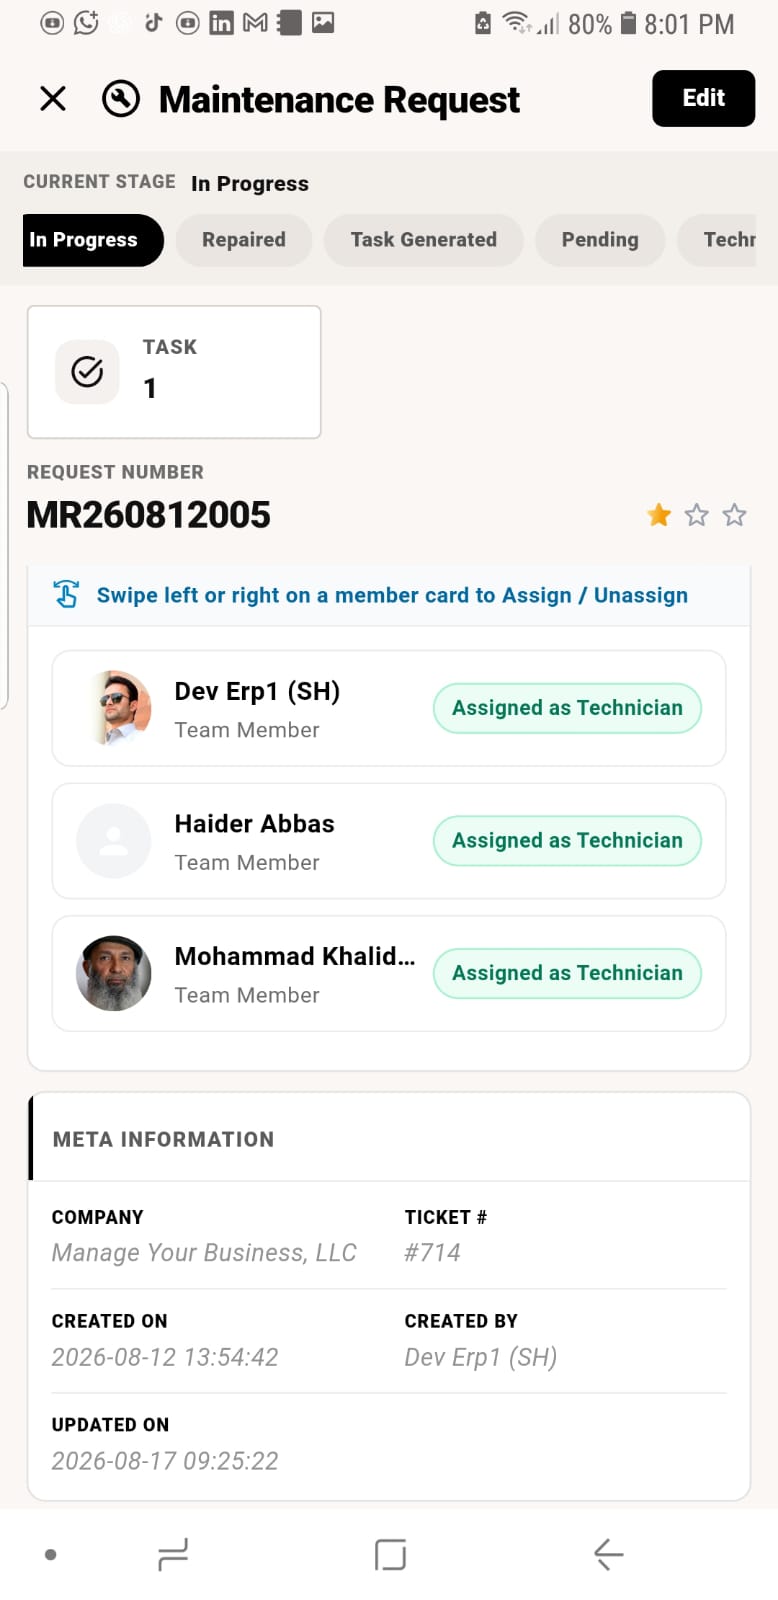 80% 8:01 PM
Maintenance Request
Edit
CURRENT STAGE In Progress
In Progress
Repaired
Task Generated
Pending
Techr
TASK
1
REQUEST NUMBER
MR260812005
Swipe left or right on a member card to Assign / Unassign
Dev Erp1 (SH)
Team Member
Assigned as Technician
Haider Abbas
Team Member
Assigned as Technician
Mohammad Khalid...
Team Member
Assigned as Technician
META INFORMATION
COMPANY
Manage Your Business, LLC
TICKET #
#714
CREATED ON
2026-08-12 13:54:42
CREATED BY
Dev Erp1 (SH)
UPDATED ON
2026-08-17 09:25:22